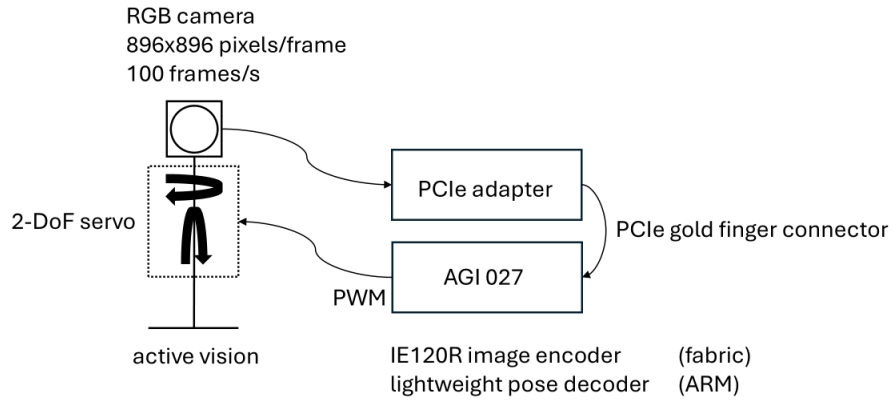 RGB camera
896x896 pixels/frame
100 frames/s
PCIe adapter
2-DoF servo
PCIe gold finger connector
AGI 027
PWM
active vision
IE120R image encoder (fabric)
lightweight pose decoder (ARM)